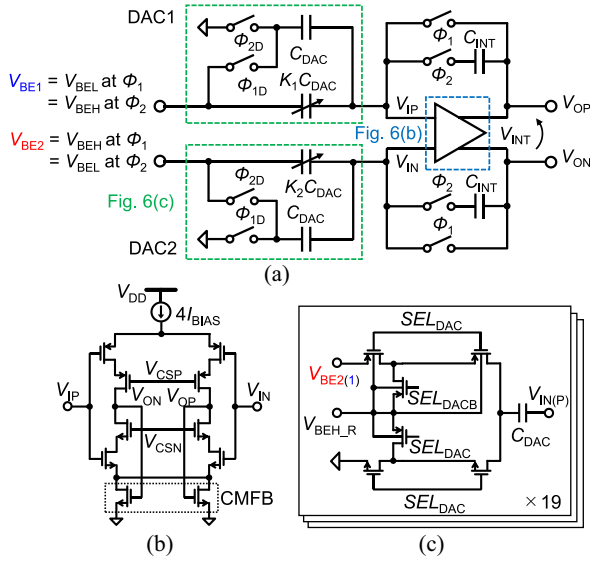 DAC1
Φ2D
CDAC
Φ1D
K1CDAC
VBE1 = VBEL at Φ1
= VBEH at Φ2
VBE2 = VBEH at Φ1
= VBEL at Φ2
Φ1
CINT
Φ2
VIP
Fig. 6(b)
VIN
VOP
VINT
VON
K2CDAC
Φ2D
CDAC
Φ1D
Fig. 6(c)
DAC2
Φ2
CINT
Φ1
(a)
VDD
4IBIAS
VCSP
VIP
VON
VOP
VIN
VCSN
CMFB
(b)
SELDAC
VBE2(1)
SELDACB
VBEH_R
VIN(P)
CDAC
SELDAC
× 19
(c)